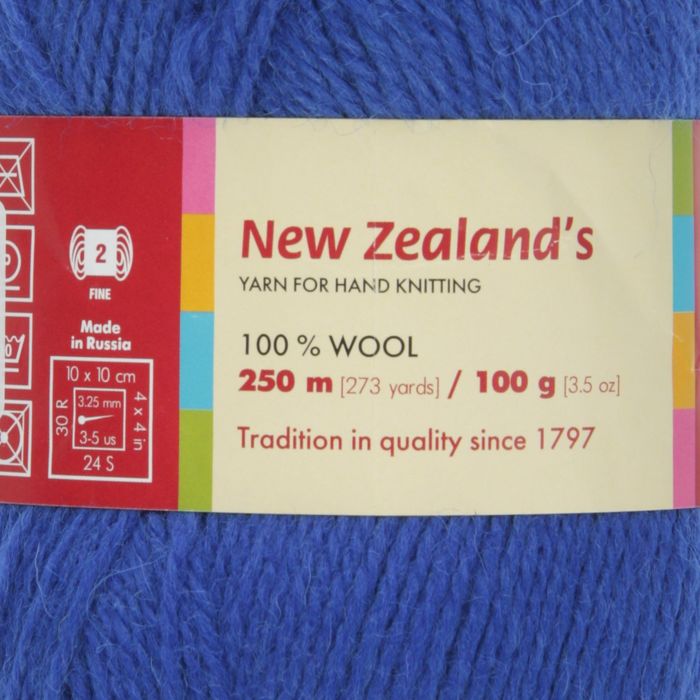 2
FINE
Made
in Russia
10 x 10 cm
30 R
3.25 mm
3-5 us
4 x 4 in
24 S
New Zealand's
YARN FOR HAND KNITTING
100 % WOOL
250 m [273 yards] / 100 g [3.5 oz]
Tradition in quality since 1797